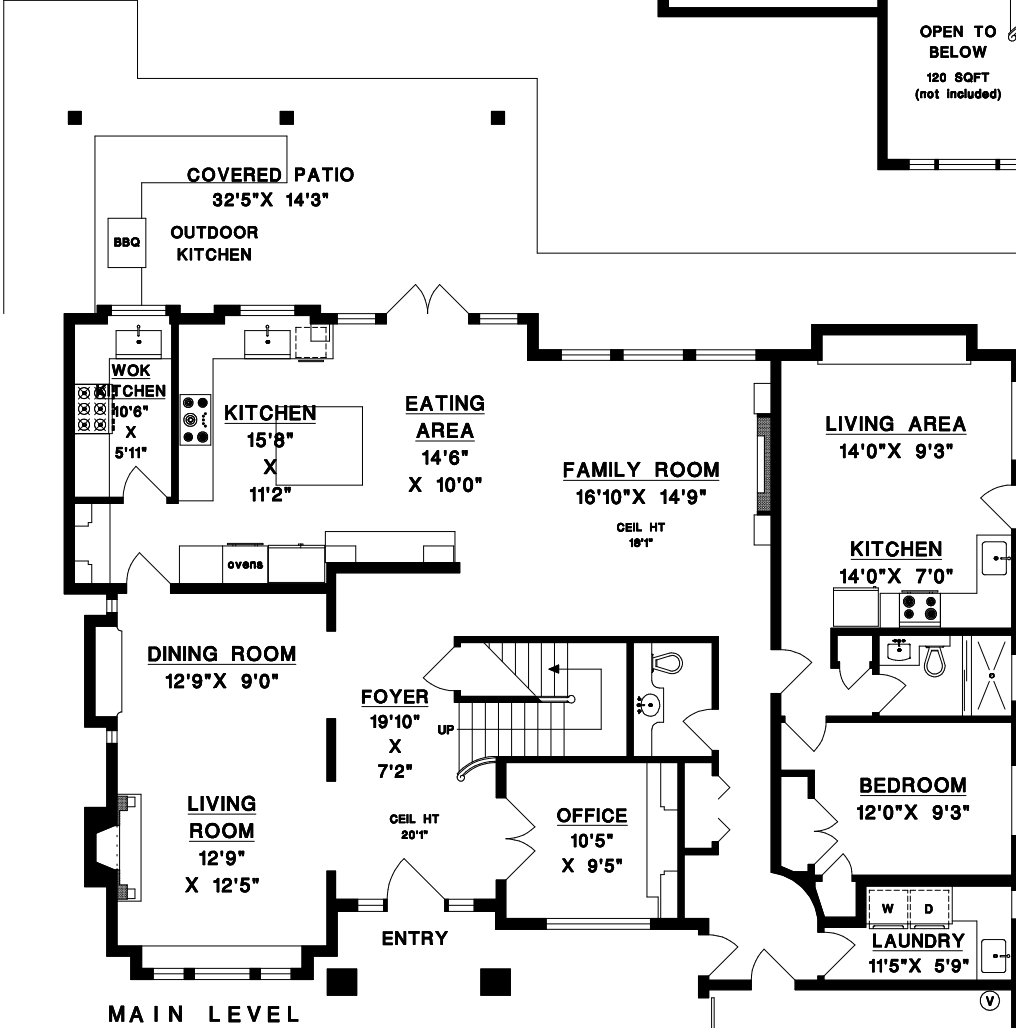 OPEN TO
BELOW
120 SQFT
(not included)
COVERED PATIO
32'5"X 14'3"
BBQ
OUTDOOR
KITCHEN
WOK
KITCHEN
10'6"
X
5'11"
KITCHEN
15'8"
X
11'2"
EATING
AREA
14'6"
X 10'0"
FAMILY ROOM
16'10"X 14'9"
CEIL HT
18'1"
LIVING AREA
14'0"X 9'3"
KITCHEN
14'0"X 7'0"
ovens
DINING ROOM
12'9"X 9'0"
FOYER
19'10"
X
7'2"
UP
CEIL HT
20'1"
LIVING
ROOM
12'9"
X 12'5"
OFFICE
10'5"
X 9'5"
BEDROOM
12'0"X 9'3"
W
D
LAUNDRY
11'5"X 5'9"
ENTRY
V
MAIN LEVEL